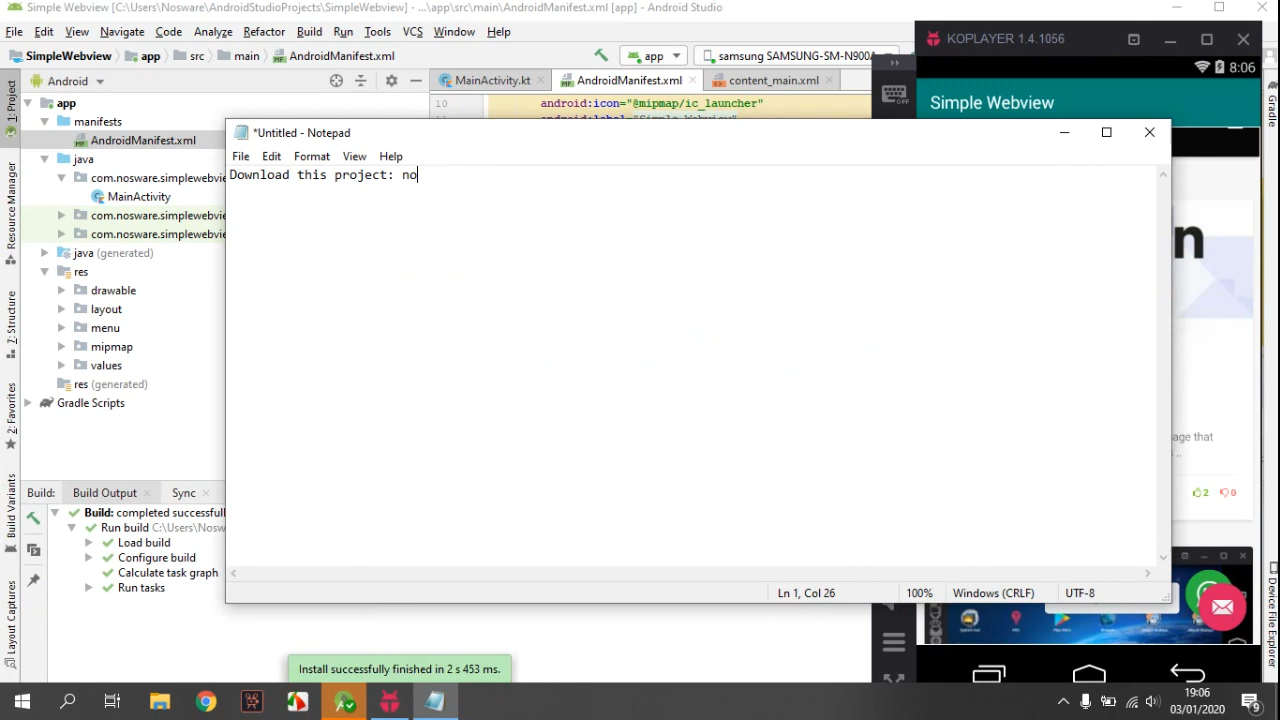 Simple Webview [C:\Users\Nosware\AndroidStudioProjects\SimpleWebview] - ...\app\src\main\AndroidManifest.xml [app] - Android Studio
File Edit View Navigate Code Analyze Refactor Build Run Tools VCS Window Help
SimpleWebview app src main AndroidManifest.xml app samsung SAMSUNG-SM-N900A
Android MainActivity.kt AndroidManifest.xml content_main.xml
1: Project
Resource Manager
Z: Structure
2: Favorites
Build Variants
Layout Captures
app
manifests
AndroidManifest.xml
java
com.nosware.simplewebvie
MainActivity
com.nosware.simplewebvie
com.nosware.simplewebvie
java (generated)
res
drawable
layout
menu
mipmap
values
res (generated)
Gradle Scripts
10 android:icon="@mipmap/ic_launcher"
*Untitled - Notepad
File Edit Format View Help
Download this project: no
Ln 1, Col 26 100% Windows (CRLF) UTF-8
Build: Build Output Sync
Build: completed successfull
Run build C:\Users\Nosw
Load build
Configure build
Calculate task graph
Run tasks
Install successfully finished in 2 s 453 ms.
KOPLAYER 1.4.1056
OFF
8:06
Simple Webview
n
age that
..
2 0
Gradle
Device File Explorer
19:06
03/01/2020
9